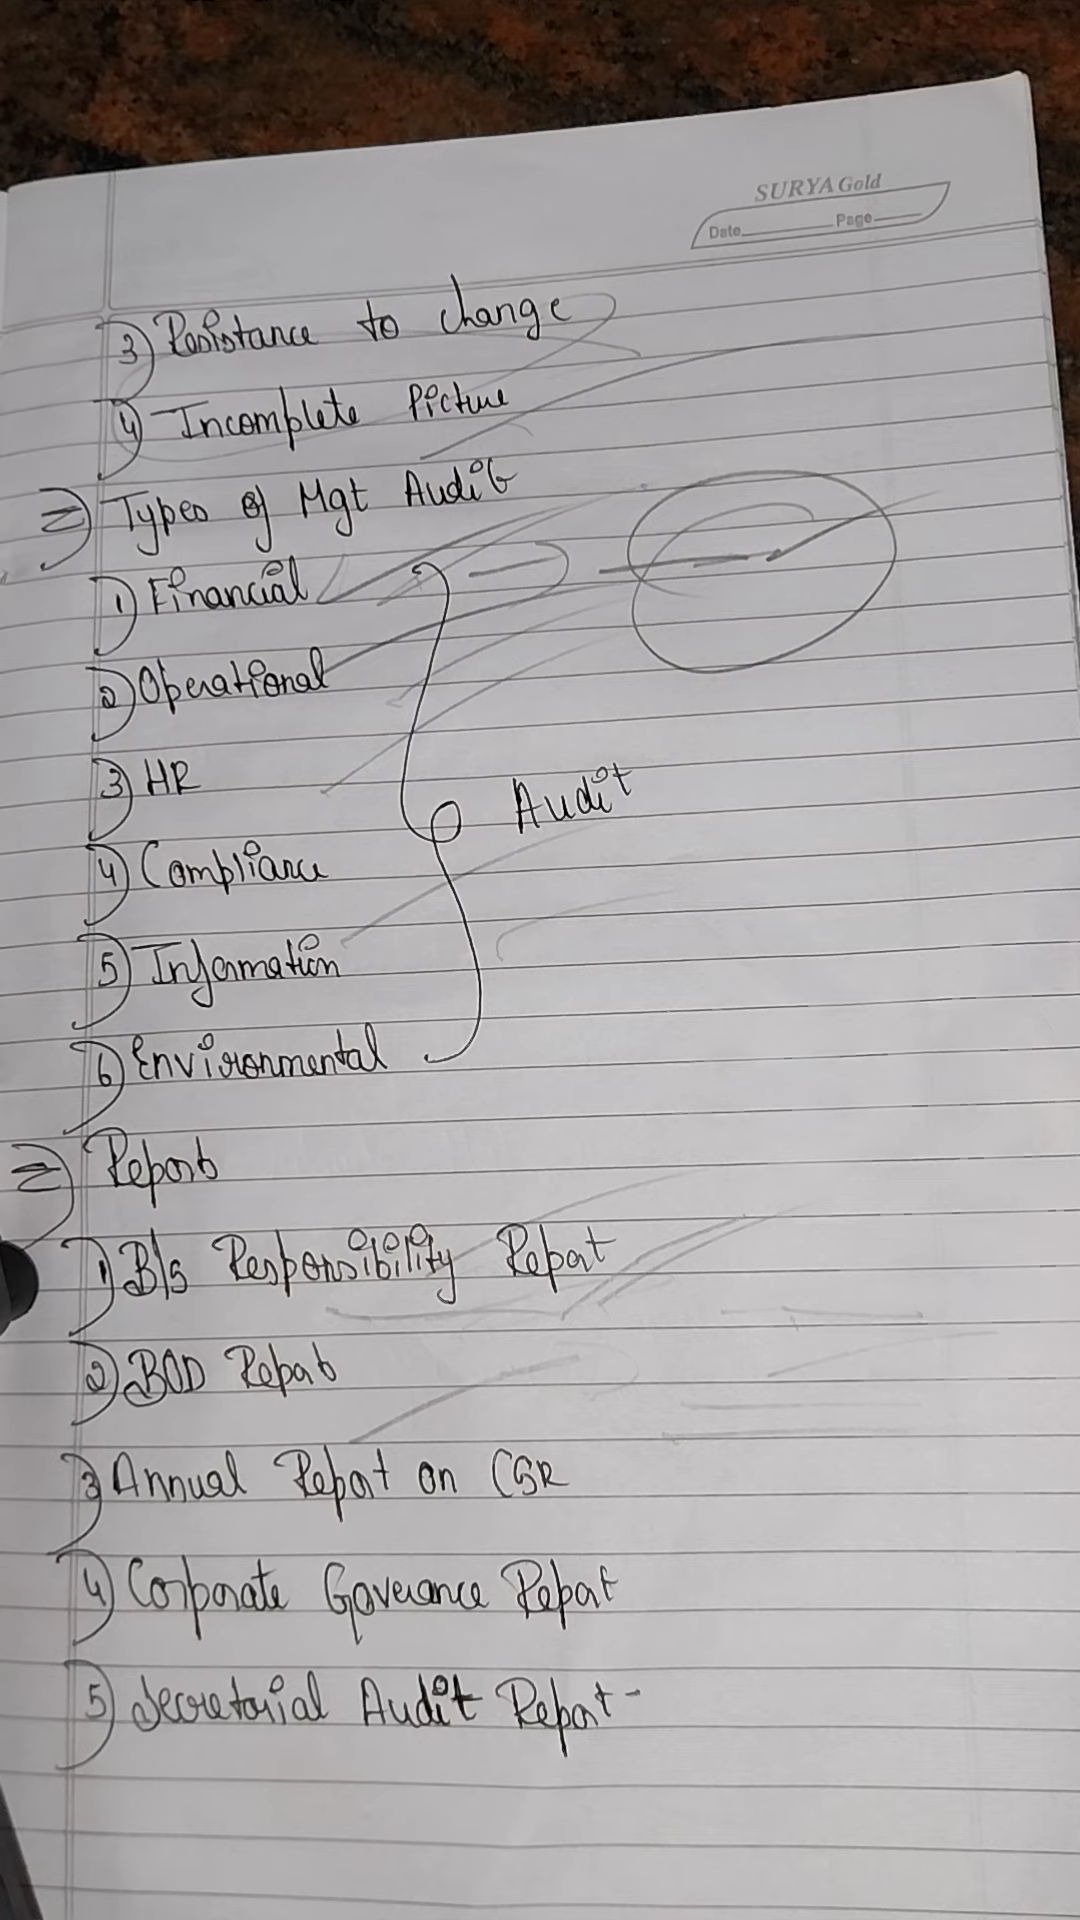 SURYA Gold
Date Page
3) Resistance to change
4) Incomplete Picture
=) Types of Mgt Audit
1) Financial
2) Operational
3) HR
Audit
4) Compliance
5) Information
6) Environmental
=) Reports
1) B/s Responsibility Report
2) BOD Report
3) Annual Report on CSR
4) Corporate Goverance Report
5) Secretarial Audit Report -